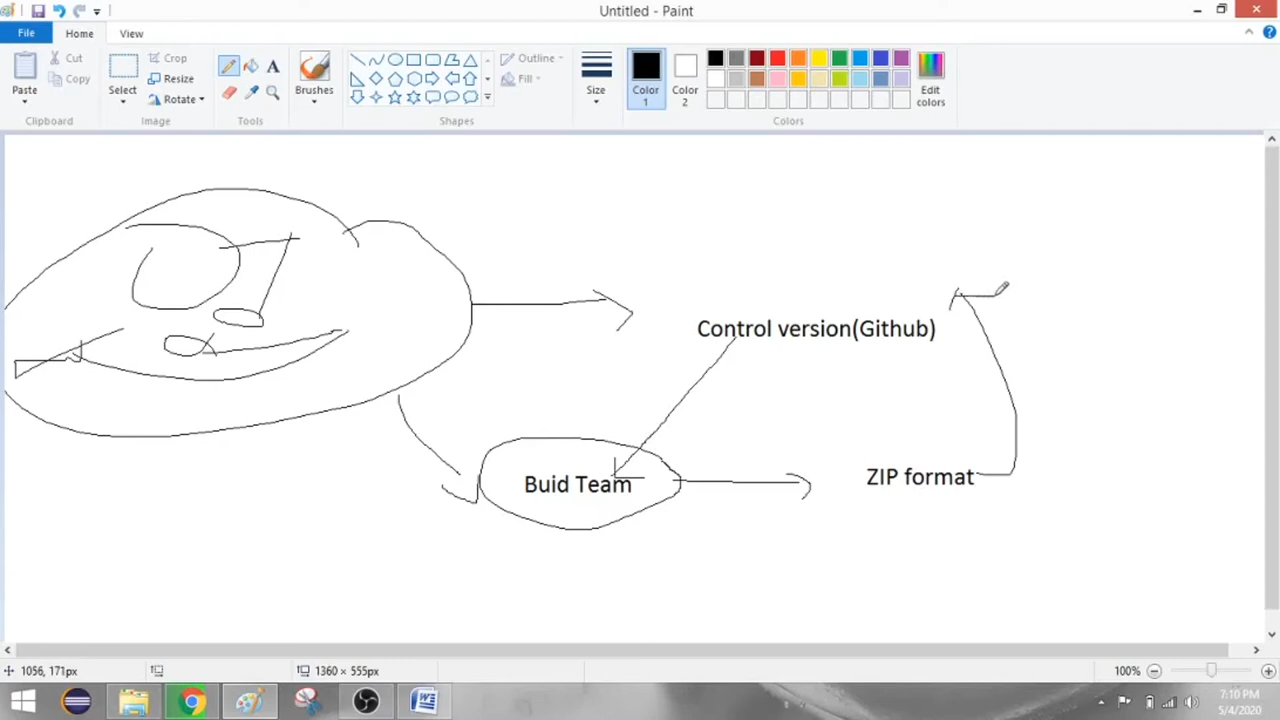 Untitled - Paint
File
Home
View
Paste
Cut
Copy
Clipboard
Select
Crop
Resize
Rotate
Image
A
Tools
Brushes
Outline
Fill
Shapes
Size
Color 1
Color 2
Edit colors
Colors
Control version(Github)
Buid Team
ZIP format
1056, 171px
1360 × 555px
100%
7:10 PM
5/4/2020